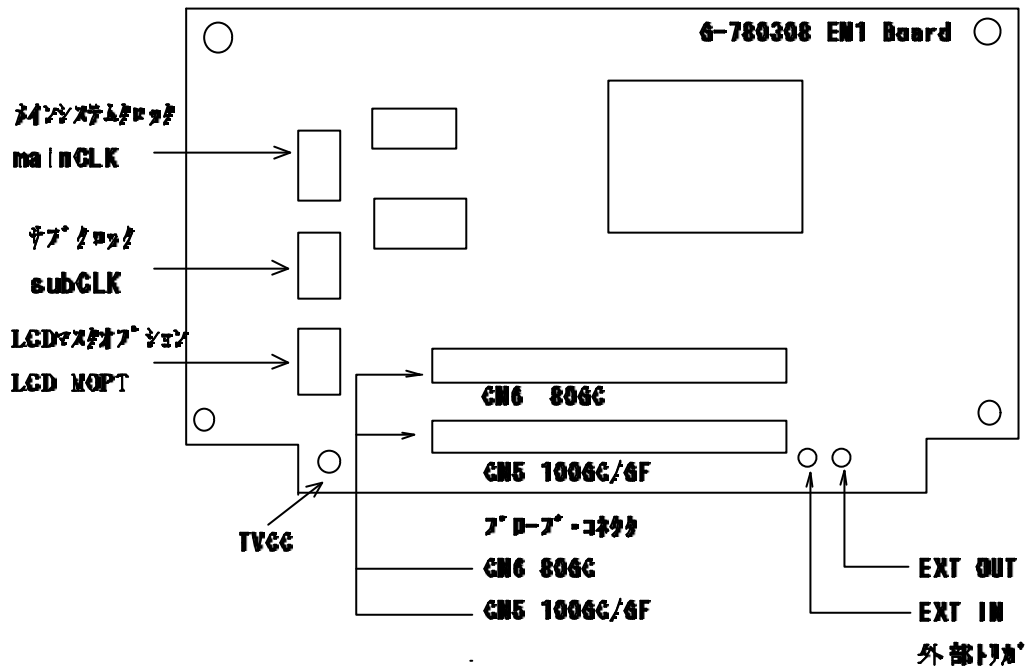 G-780308 EM1 Board
ﾒｲﾝｼｽﾃﾑｸﾛｯｸ
mainCLK
ｻﾌﾞｸﾛｯｸ
subCLK
LCDﾏｽｸｵﾌﾟｼｮﾝ
LCD MOPT
CN6 80GC
CN5 100GC/GF
TVCC
ﾌﾟﾛｰﾌﾞ･ｺﾈｸﾀ
CN6 80GC
CN5 100GC/GF
EXT OUT
EXT IN
外部ﾄﾘｶﾞ